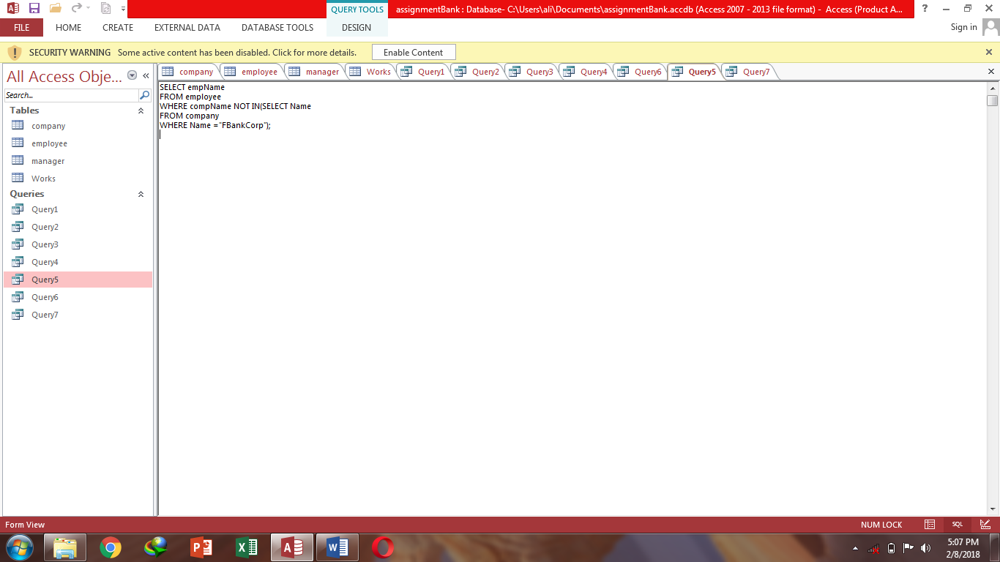 QUERY TOOLS
assignmentBank : Database- C:\Users\ali\Documents\assignmentBank.accdb (Access 2007 - 2013 file format) - Access (Product A...
?
FILE HOME CREATE EXTERNAL DATA DATABASE TOOLS DESIGN
Sign in
SECURITY WARNING Some active content has been disabled. Click for more details. Enable Content
All Access Obje... «
company employee manager Works Query1 Query2 Query3 Query4 Query6 Query5 Query7
Search...
Tables
company
employee
manager
Works
Queries
Query1
Query2
Query3
Query4
Query5
Query6
Query7
SELECT empName
FROM employee
WHERE compName NOT IN(SELECT Name
FROM company
WHERE Name ="FBankCorp");
Form View
NUM LOCK
SQL
5:07 PM
2/8/2018